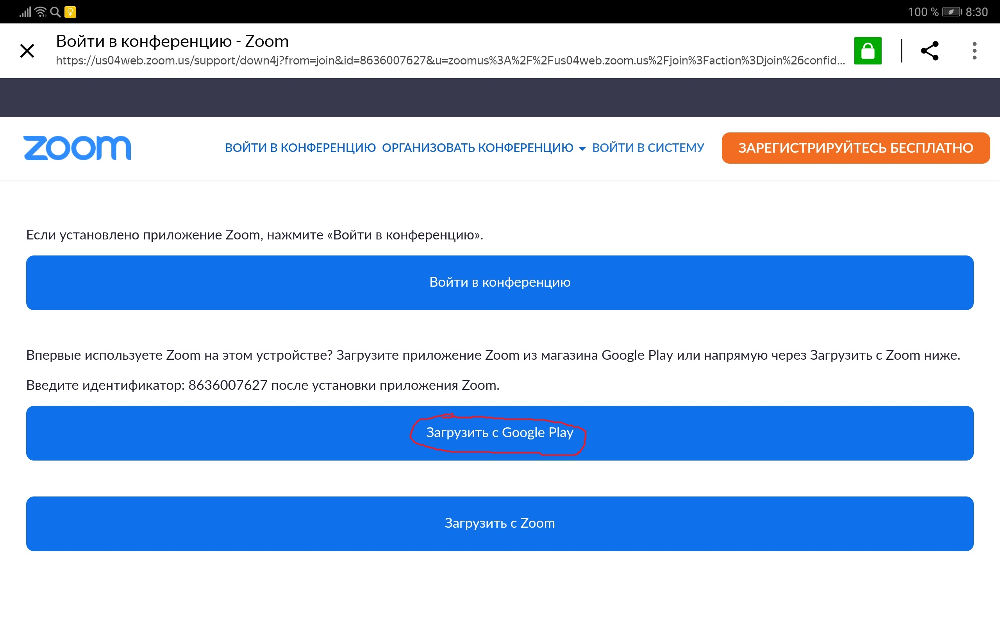 100 % 8:30
Войти в конференцию - Zoom
https://us04web.zoom.us/support/down4j?from=join&id=8636007627&u=zoomus%3A%2F%2Fus04web.zoom.us%2Fjoin%3Faction%3Djoin%26confid...
zoom
ВОЙТИ В КОНФЕРЕНЦИЮ ОРГАНИЗОВАТЬ КОНФЕРЕНЦИЮ ВОЙТИ В СИСТЕМУ ЗАРЕГИСТРИРУЙТЕСЬ БЕСПЛАТНО
Если установлено приложение Zoom, нажмите «Войти в конференцию».
Войти в конференцию
Впервые используете Zoom на этом устройстве? Загрузите приложение Zoom из магазина Google Play или напрямую через Загрузить с Zoom ниже.
Введите идентификатор: 8636007627 после установки приложения Zoom.
Загрузить с Google Play
Загрузить с Zoom